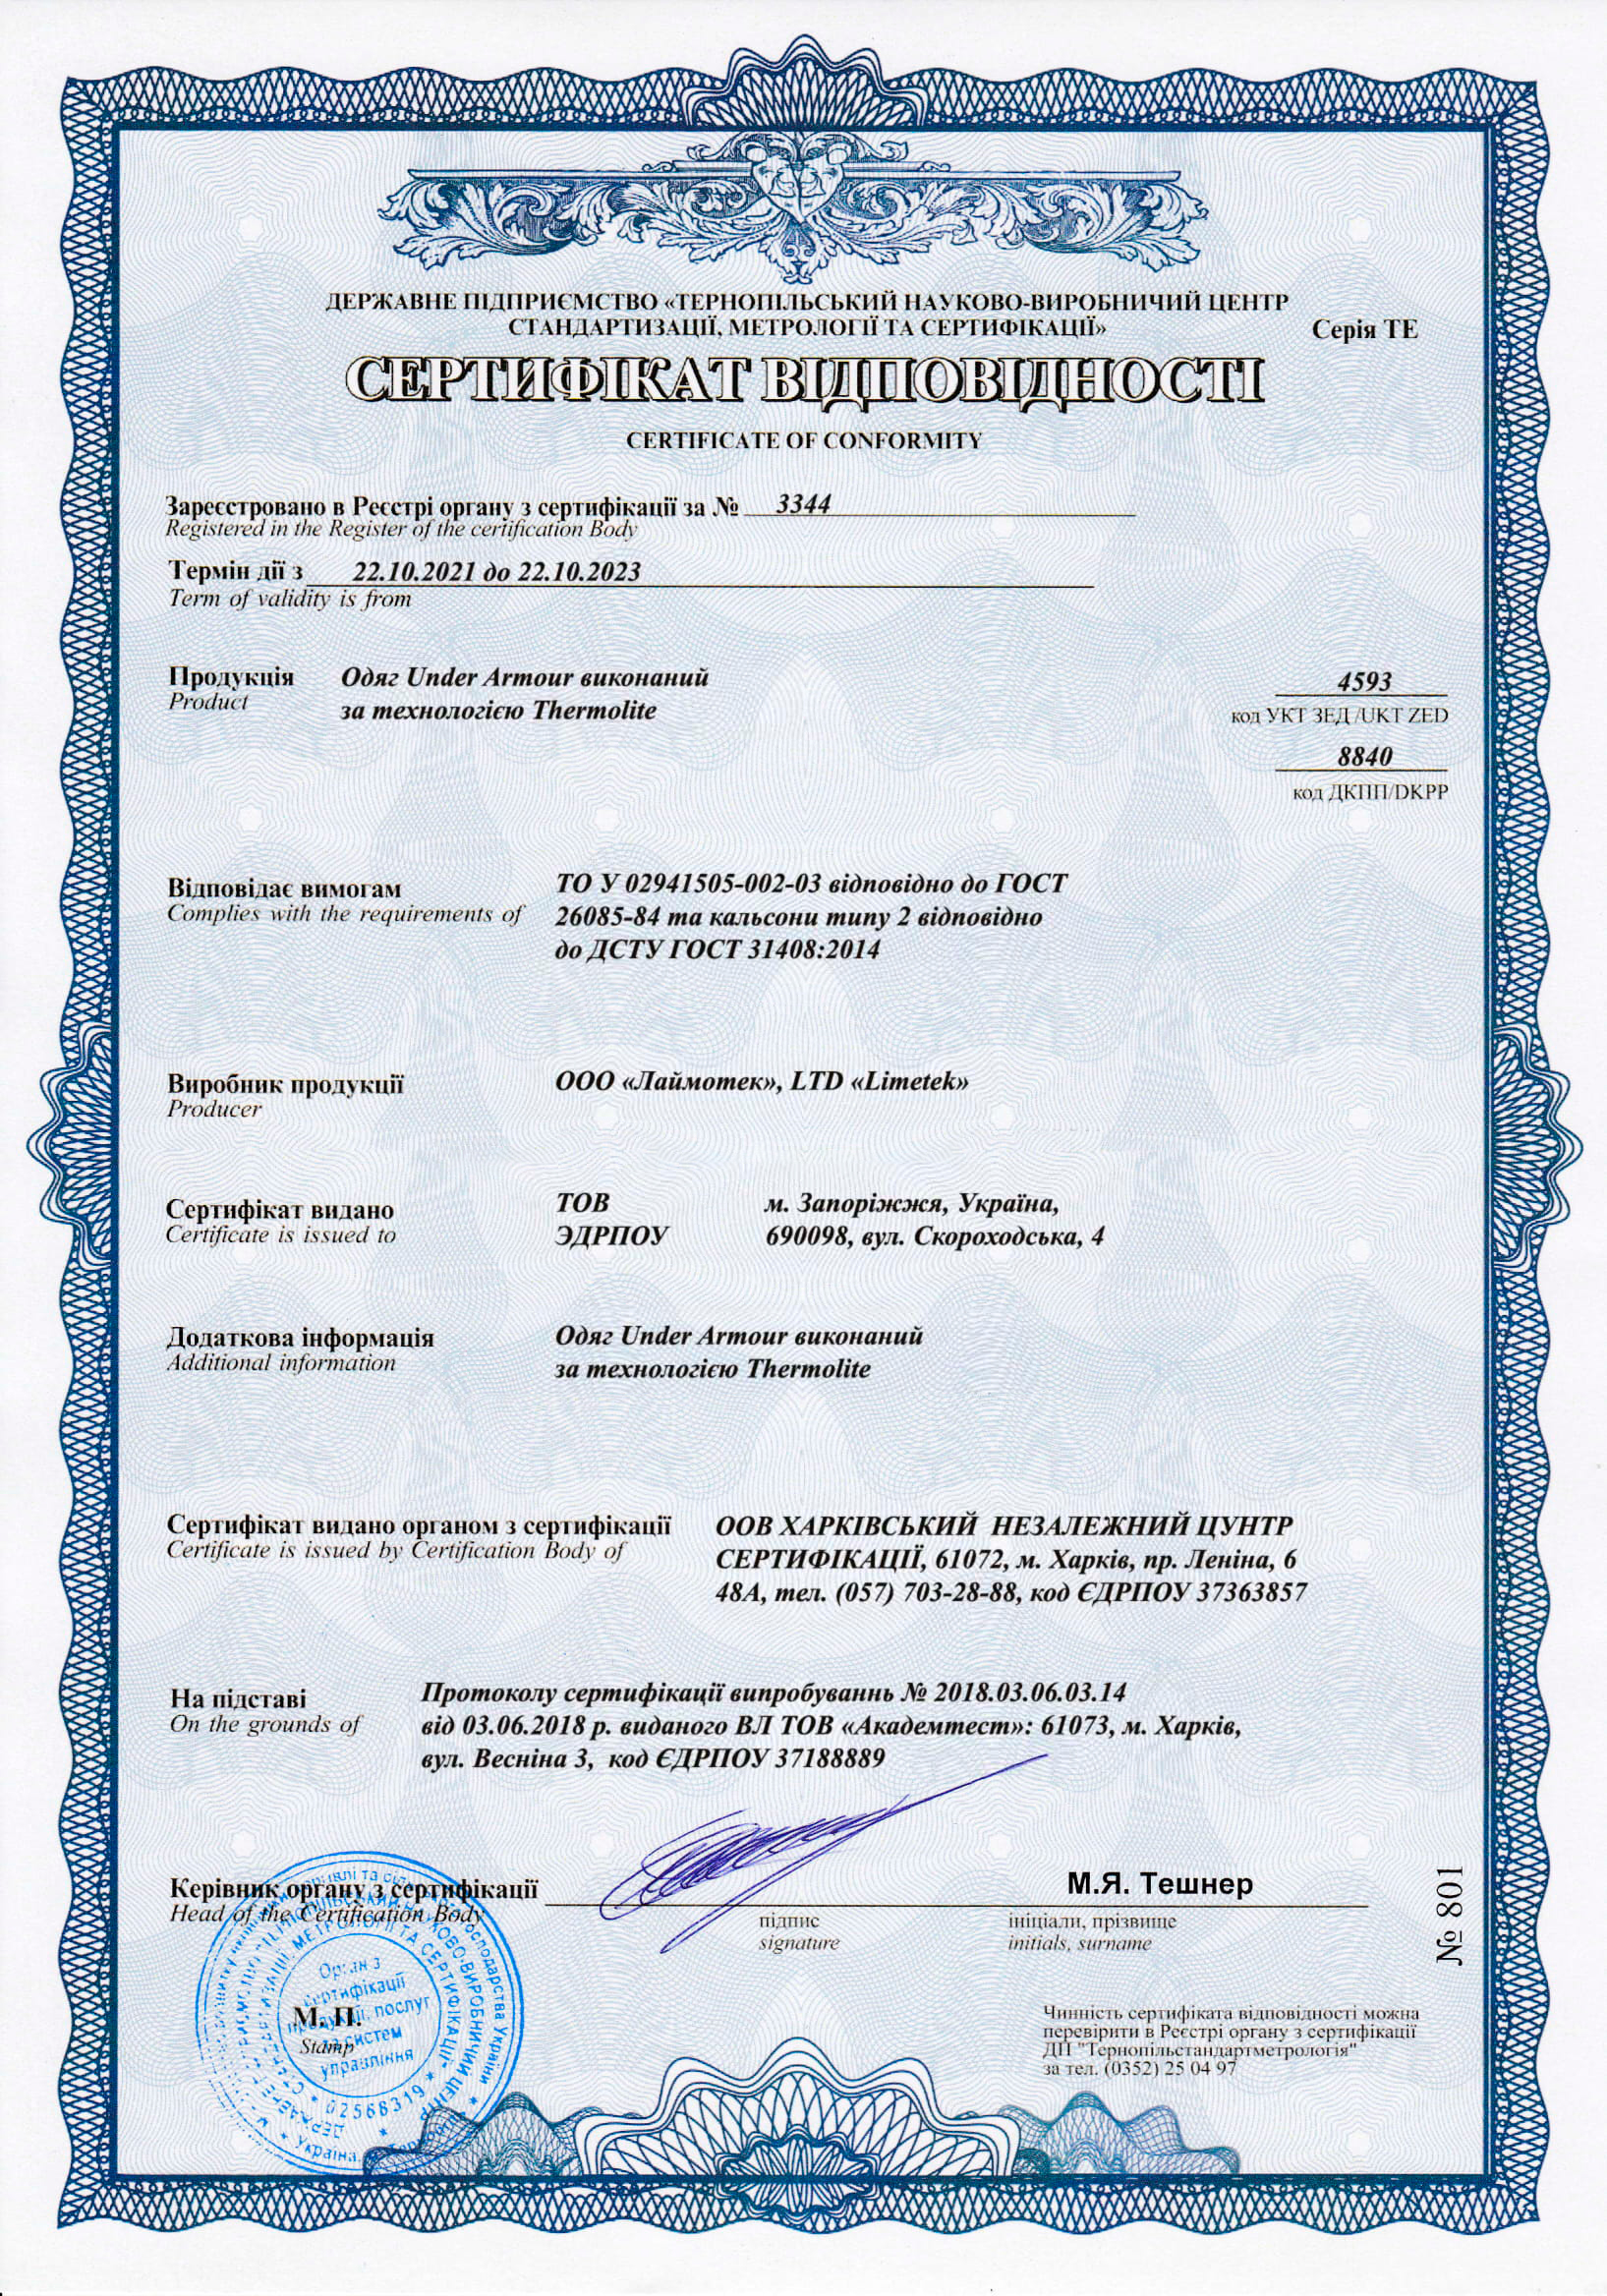 ДЕРЖАВНЕ ПІДПРИЄМСТВО «ТЕРНОПІЛЬСЬКИЙ НАУКОВО-ВИРОБНИЧИЙ ЦЕНТР
СТАНДАРТИЗАЦІЇ, МЕТРОЛОГІЇ ТА СЕРТИФІКАЦІЇ»
Серія ТЕ
СЕРТИФІКАТ ВІДПОВІДНОСТІ
CERTIFICATE OF CONFORMITY
Зареєстровано в Реєстрі органу з сертифікації за № 3344
Registered in the Register of the certification Body
Термін дії з 22.10.2021 до 22.10.2023
Term of validity is from
Продукція Одяг Under Armour виконаний
Product
за технологією Thermolite
4593
код УКТ ЗЕД /UKT ZED
8840
код ДКПП/DKPP
Відповідає вимогам
Complies with the requirements of
ТО У 02941505-002-03 відповідно до ГОСТ
26085-84 та кальсони типу 2 відповідно
до ДСТУ ГОСТ 31408:2014
Виробник продукції
Producer
ООО «Лаймотек», LTD «Limetek»
Сертифікат видано
Certificate is issued to
ТОВ
ЭДРПОУ
м. Запоріжжя, Україна,
690098, вул. Скороходська, 4
Додаткова інформація
Additional information
Одяг Under Armour виконаний
за технологією Thermolite
Сертифікат видано органом з сертифікації
Certificate is issued by Certification Body of
ООВ ХАРКІВСЬКИЙ НЕЗАЛЕЖНИЙ ЦУНТР
СЕРТИФІКАЦІЇ, 61072, м. Харків, пр. Леніна, 6
48А, тел. (057) 703-28-88, код ЄДРПОУ 37363857
На підставі
On the grounds of
Протоколу сертифікації випробуваннь № 2018.03.06.03.14
від 03.06.2018 р. виданого ВЛ ТОВ «Академтест»: 61073, м. Харків,
вул. Весніна 3, код ЄДРПОУ 37188889
Керівник органу з сертифікації
Head of the Certification Body
М.Я. Тешнер
підпис
signature
ініціали, прізвище
initials, surname
№ 801
М. П.
Stamp
Орган з
сертифікації
продукції, послуг
та систем
управління
02568319
Україна
Чинність сертифіката відповідності можна
перевірити в Реєстрі органу з сертифікації
ДП "Тернопільстандартметрологія"
за тел. (0352) 25 04 97